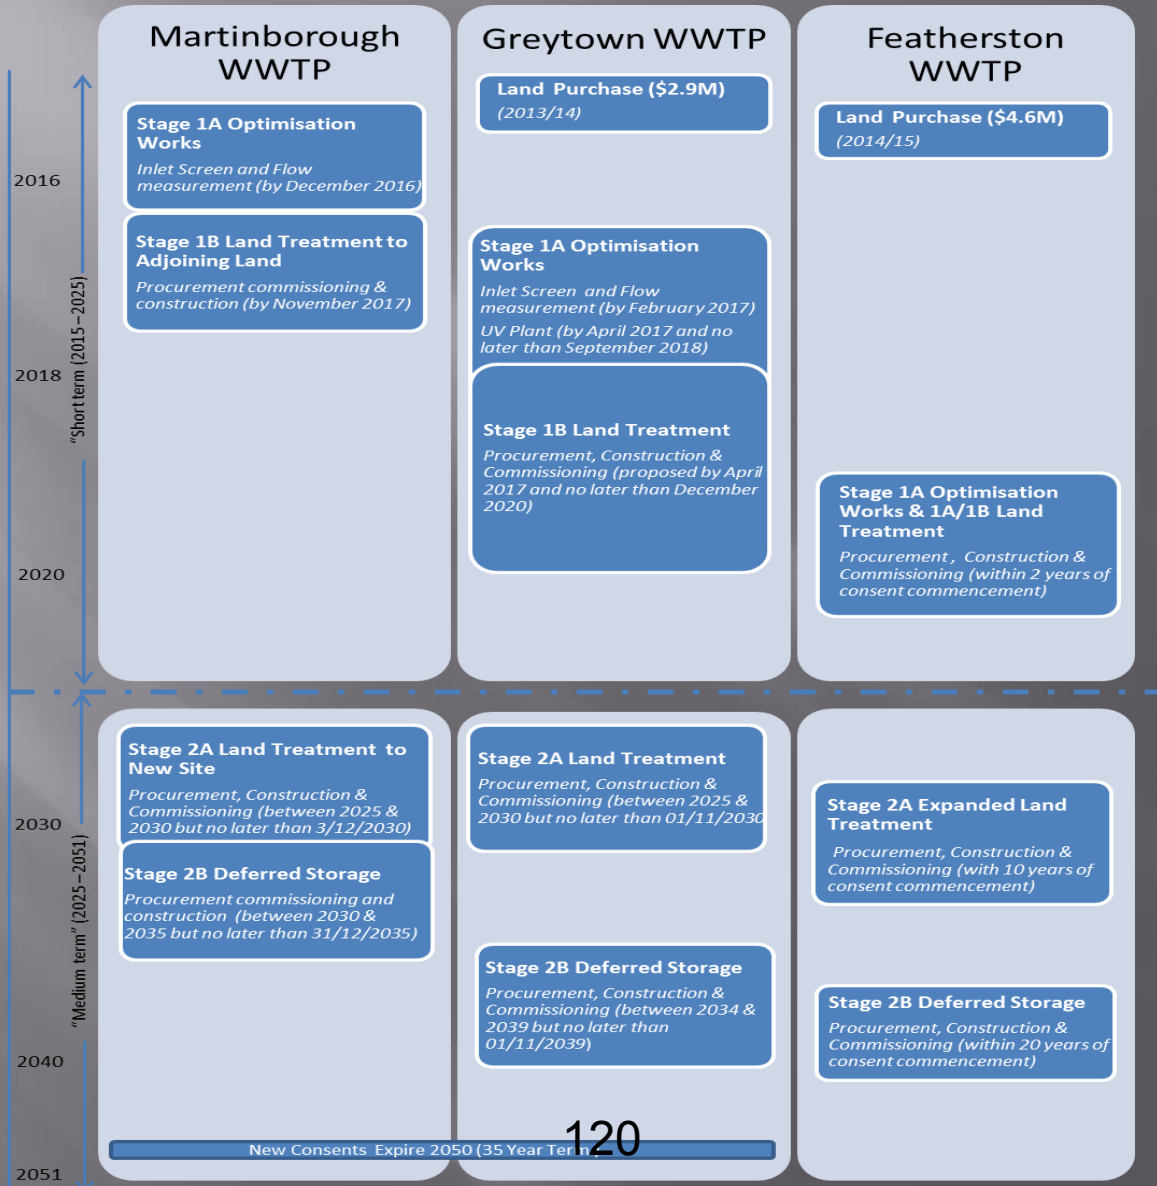 Martinborough
WWTP
Stage 1A Optimisation
Works
Inlet Screen and Flow
measurement (by December 2016)
Stage 1B Land Treatment to
Adjoining Land
Procurement commissioning &
construction (by November 2017)
Greytown WWTP
Land Purchase ($2.9M)
(2013/14)
Stage 1A Optimisation
Works
Inlet Screen and Flow
measurement (by February 2017)
UV Plant (by April 2017 and no
later than September 2018)
Stage 1B Land Treatment
Procurement, Construction &
Commissioning (proposed by April
2017 and no later than December
2020)
Featherston
WWTP
Land Purchase ($4.6M)
(2014/15)
Stage 1A Optimisation
Works & 1A/1B Land
Treatment
Procurement , Construction &
Commissioning (within 2 years of
consent commencement)
2016
2018
2020
"Short term (2015–2025)
Stage 2A Land Treatment to
New Site
Procurement, Construction &
Commissioning (between 2025 &
2030 but no later than 3/12/2030)
Stage 2B Deferred Storage
Procurement commissioning and
construction (between 2030 &
2035 but no later than 31/12/2035)
Stage 2A Land Treatment
Procurement, Construction &
Commissioning (between 2025 &
2030 but no later than 01/11/2030
Stage 2B Deferred Storage
Procurement, Construction &
Commissioning (between 2034 &
2039 but no later than
01/11/2039)
Stage 2A Expanded Land
Treatment
Procurement, Construction &
Commissioning (with 10 years of
consent commencement)
Stage 2B Deferred Storage
Procurement, Construction &
Commissioning (within 20 years of
consent commencement)
2030
2040
2051
"Medium term" (2025–2051)
New Consents Expire 2050 (35 Year Term)
120